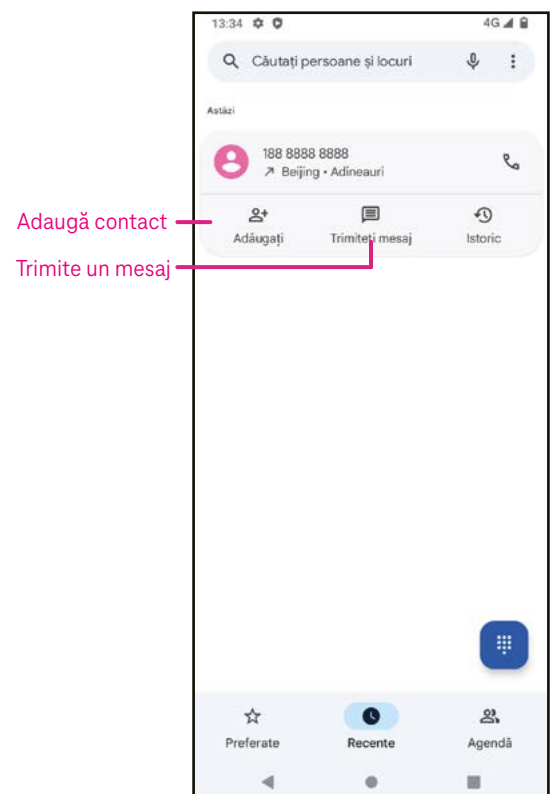 13:34 4G
Căutați persoane și locuri
Astăzi
188 8888 8888
Beijing • Adineauri
Adaugă contact
Adăugați Trimiteți mesaj Istoric
Trimite un mesaj
Preferate Recente Agendă